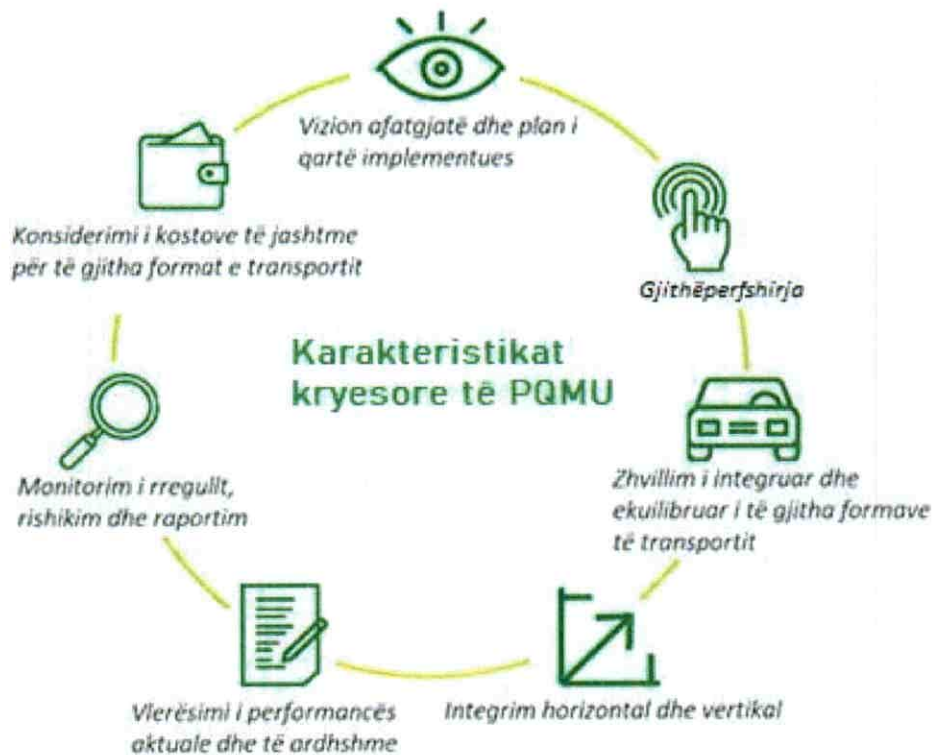 Vizion afatgjatë dhe plan i
qartë implementues
Gjithëperfshirja
Zhvillim i integruar dhe
ekuilibruar i të gjitha formave
të transportit
Integrim horizontal dhe vertikal
Vlerësimi i performancës
aktuale dhe të ardhshme
Monitorim i rregullt,
rishikim dhe raportim
Konsiderimi i kostove të jashtme
për të gjitha format e transportit
Karakteristikat
kryesore të PQMU